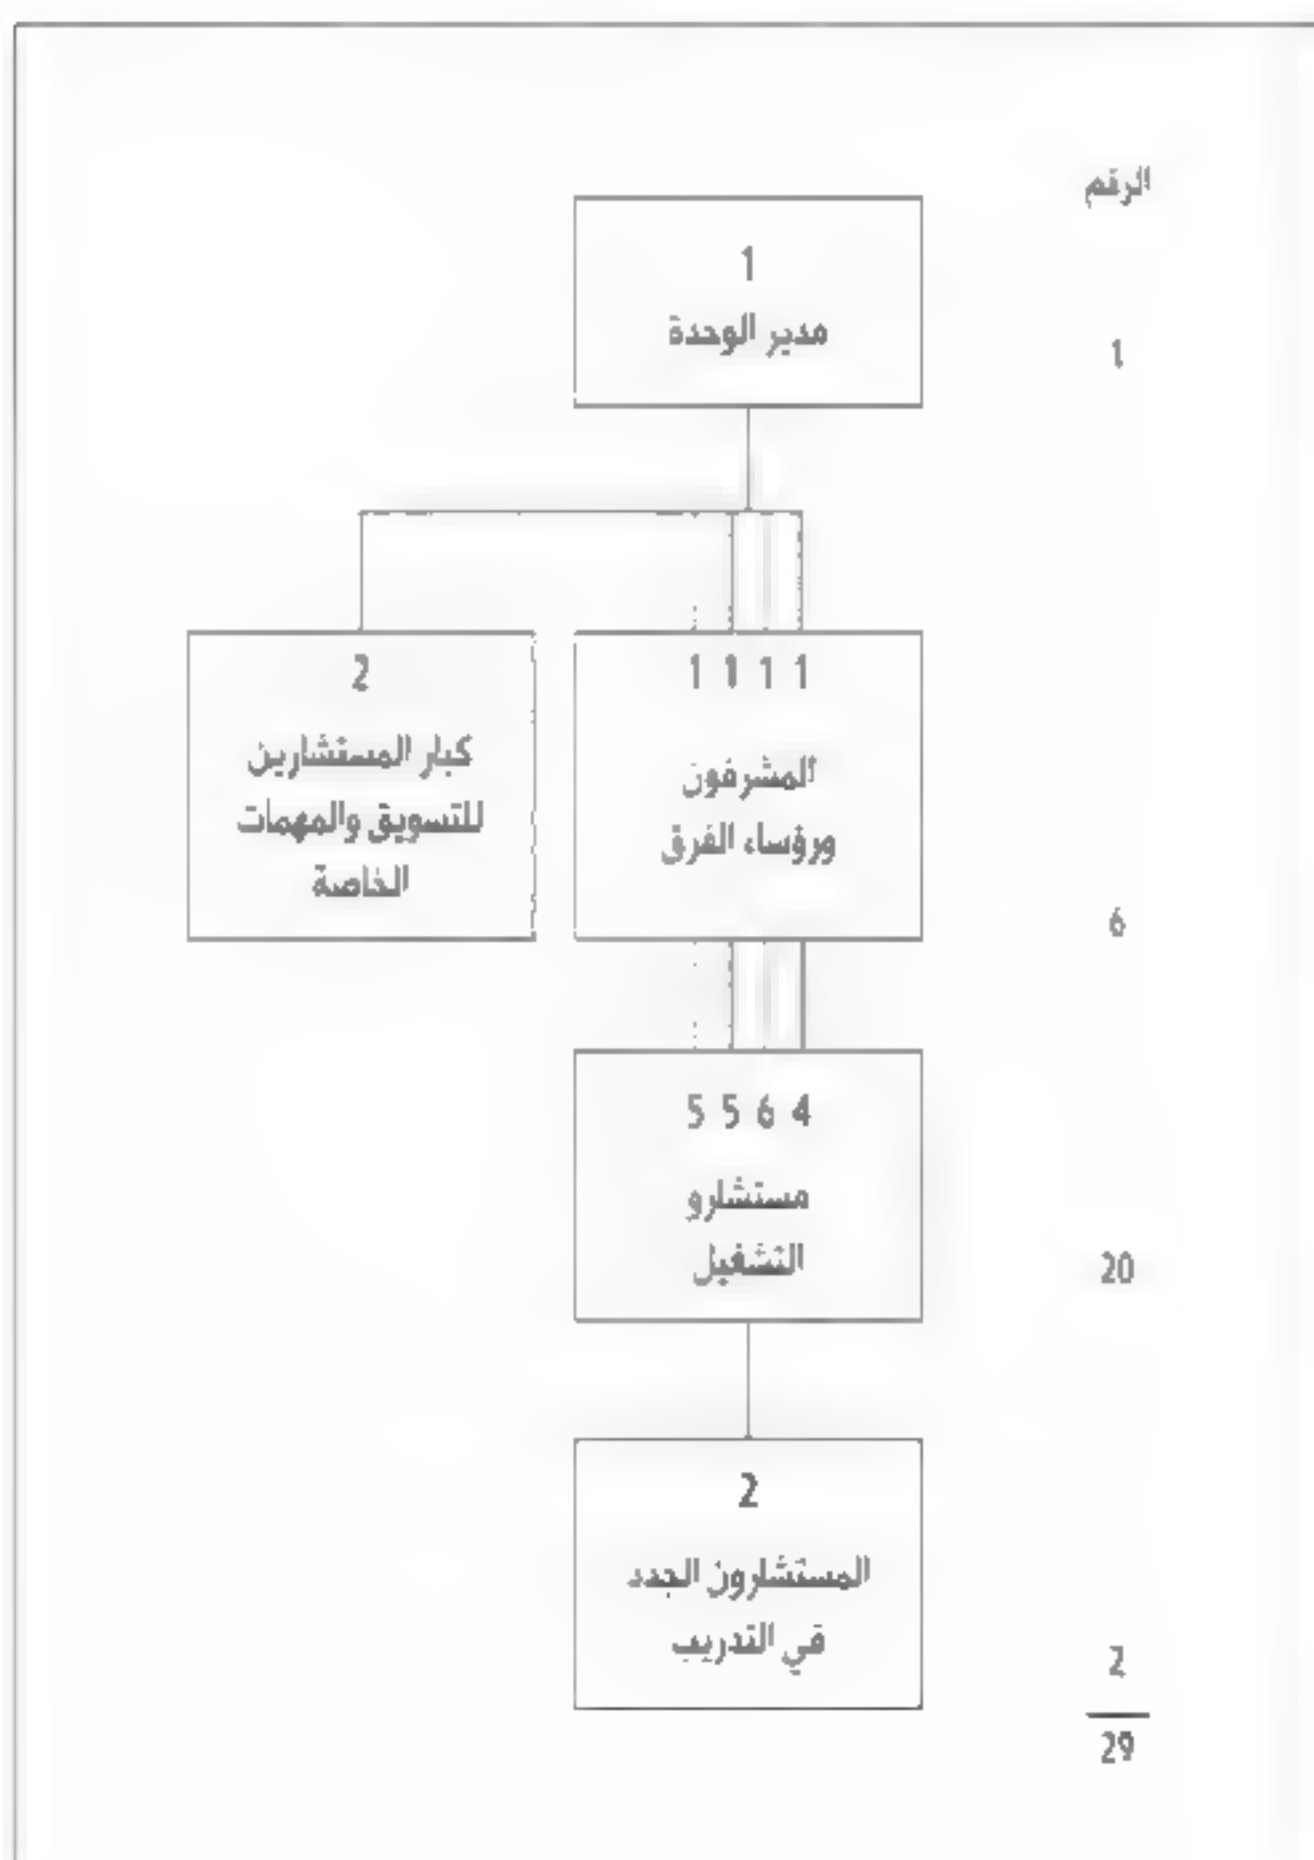 الرقم
1
مدير الوحدة
1
1 1 1 1
المشرفون
ورؤساء الفرق
2
كبار المستشارين
للتسويق والمهمات
الخاصة
6
5 5 6 4
مستشارو
التشغيل
20
2
المستشارون الجدد
في التدريب
2
29